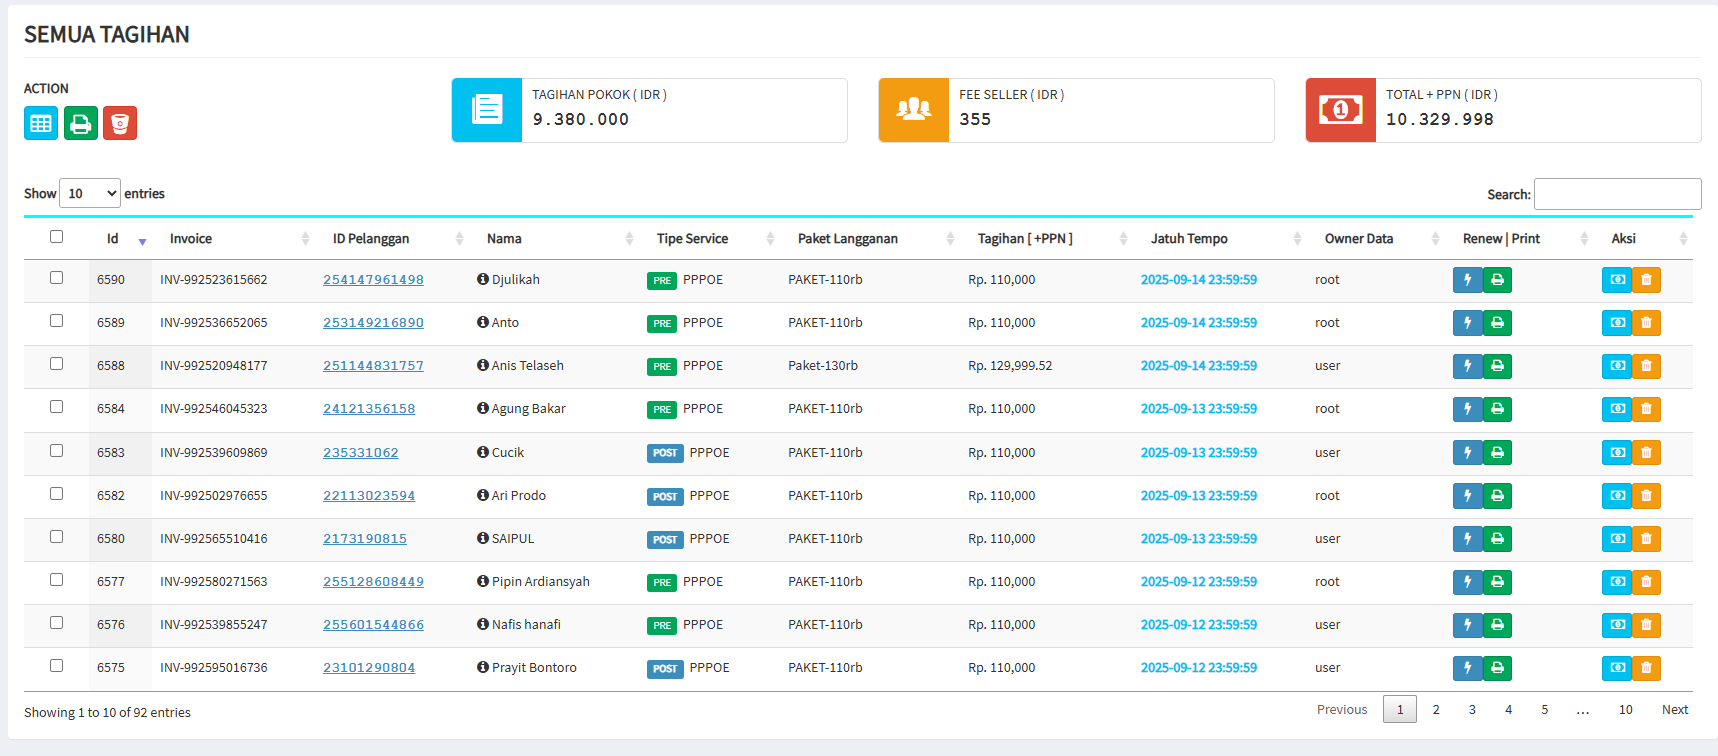 SEMUA TAGIHAN
ACTION
TAGIHAN POKOK ( IDR )
9.380.000
FEE SELLER ( IDR )
355
TOTAL + PPN ( IDR )
10.329.998
Show 10 entries
Search:
Id Invoice ID Pelanggan Nama Tipe Service Paket Langganan Tagihan [ +PPN ] Jatuh Tempo Owner Data Renew | Print Aksi
6590 INV-992523615662 254147961498 Djulikah PRE PPPOE PAKET-110rb Rp. 110,000 2025-09-14 23:59:59 root
6589 INV-992536652065 253149216890 Anto PRE PPPOE PAKET-110rb Rp. 110,000 2025-09-14 23:59:59 root
6588 INV-992520948177 251144831757 Anis Telaseh PRE PPPOE Paket-130rb Rp. 129,999.52 2025-09-14 23:59:59 user
6584 INV-992546045323 24121356158 Agung Bakar PRE PPPOE PAKET-110rb Rp. 110,000 2025-09-13 23:59:59 root
6583 INV-992539609869 235331062 Cucik POST PPPOE PAKET-110rb Rp. 110,000 2025-09-13 23:59:59 user
6582 INV-992502976655 22113023594 Ari Prodo POST PPPOE PAKET-110rb Rp. 110,000 2025-09-13 23:59:59 root
6580 INV-992565510416 2173190815 SAIPUL POST PPPOE PAKET-110rb Rp. 110,000 2025-09-13 23:59:59 user
6577 INV-992580271563 255128608449 Pipin Ardiansyah PRE PPPOE PAKET-110rb Rp. 110,000 2025-09-12 23:59:59 root
6576 INV-992539855247 255601544866 Nafis hanafi PRE PPPOE PAKET-110rb Rp. 110,000 2025-09-12 23:59:59 user
6575 INV-992595016736 23101290804 Prayit Bontoro POST PPPOE PAKET-110rb Rp. 110,000 2025-09-12 23:59:59 user
Showing 1 to 10 of 92 entries
Previous 1 2 3 4 5 … 10 Next